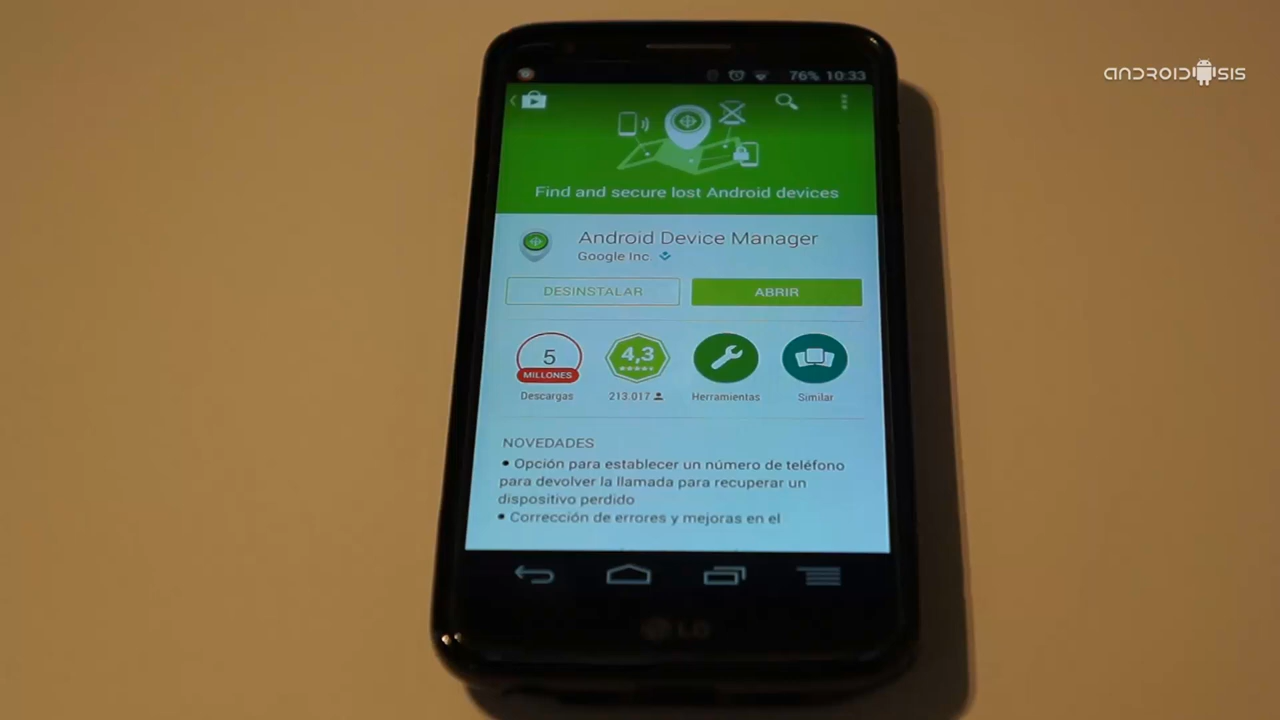 ANDROIDSIS
76% 10:33
Find and secure lost Android devices
Android Device Manager
Google Inc.
DESINSTALAR
ABRIR
5
MILLONES
Descargas
4,3
213.017
Herramientas
Similar
NOVEDADES
• Opción para establecer un número de teléfono
para devolver la llamada para recuperar un
dispositivo perdido
• Corrección de errores y mejoras en el
LG